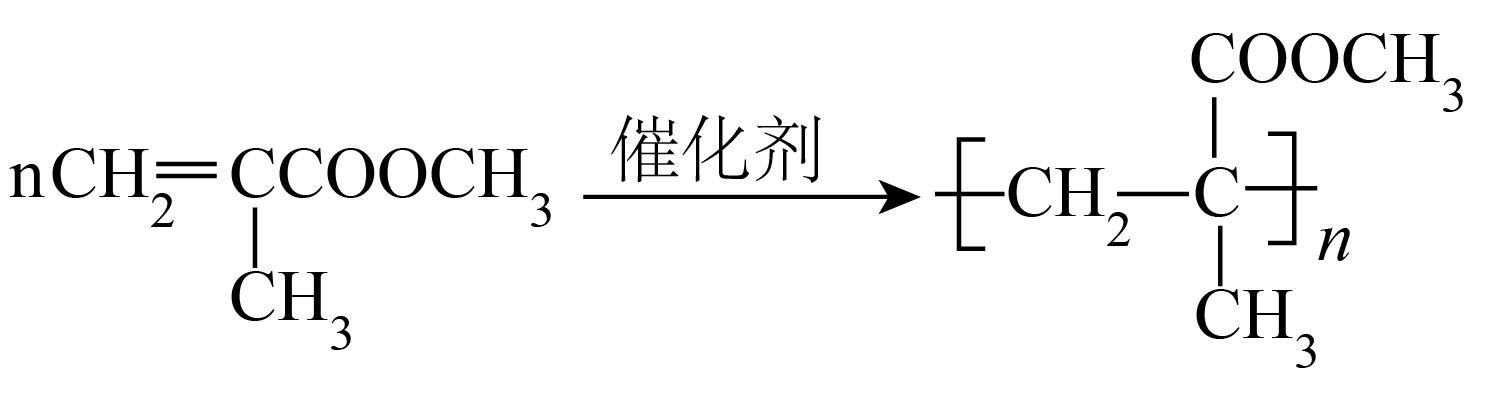 COOCH₃
nCH₂=CCOOCH₃ 催化剂 [CH₂—C]n
CH₃ CH₃